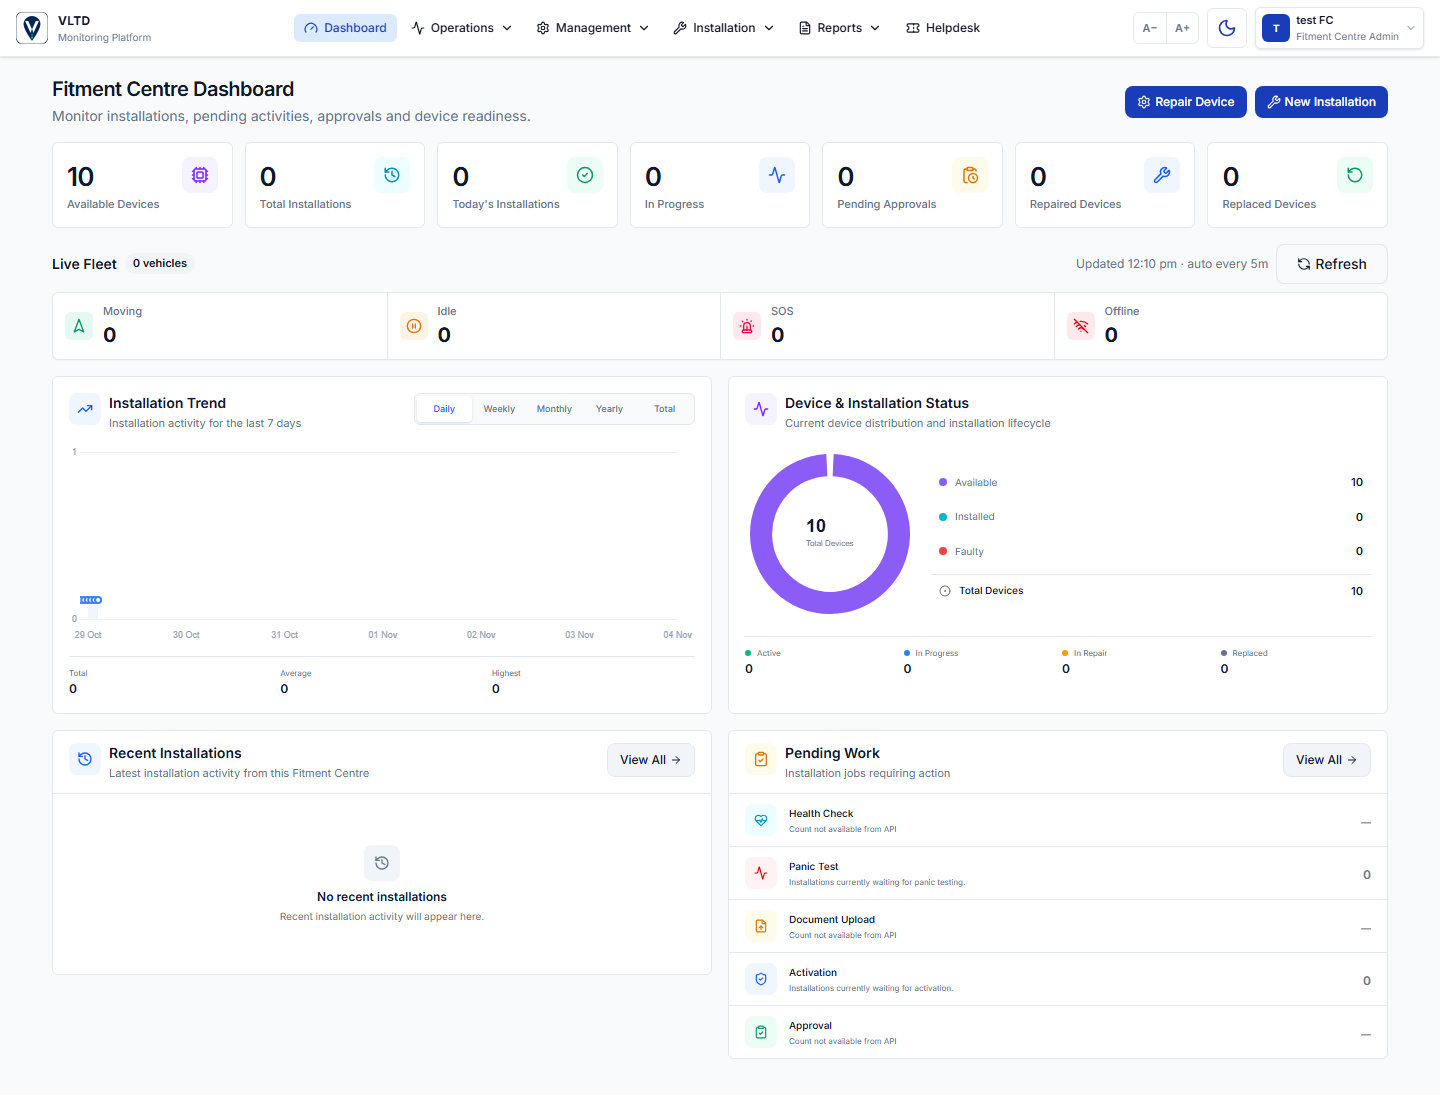 VLTD
Monitoring Platform
Dashboard
Operations
Management
Installation
Reports
Helpdesk
A−
A+
T
test FC
Fitment Centre Admin
Fitment Centre Dashboard
Monitor installations, pending activities, approvals and device readiness.
Repair Device
New Installation
10
Available Devices
0
Total Installations
0
Today's Installations
0
In Progress
0
Pending Approvals
0
Repaired Devices
0
Replaced Devices
Live Fleet
0 vehicles
Updated 12:10 pm · auto every 5m
Refresh
Moving
0
Idle
0
SOS
0
Offline
0
Installation Trend
Installation activity for the last 7 days
Daily
Weekly
Monthly
Yearly
Total
1
0
29 Oct
30 Oct
31 Oct
01 Nov
02 Nov
03 Nov
04 Nov
Total
0
Average
0
Highest
0
Device & Installation Status
Current device distribution and installation lifecycle
10
Total Devices
Available 10
Installed 0
Faulty 0
Total Devices 10
Active
0
In Progress
0
In Repair
0
Replaced
0
Recent Installations
Latest installation activity from this Fitment Centre
View All →
No recent installations
Recent installation activity will appear here.
Pending Work
Installation jobs requiring action
View All →
Health Check
Count not available from API
—
Panic Test
Installations currently waiting for panic testing.
0
Document Upload
Count not available from API
—
Activation
Installations currently waiting for activation.
0
Approval
Count not available from API
—